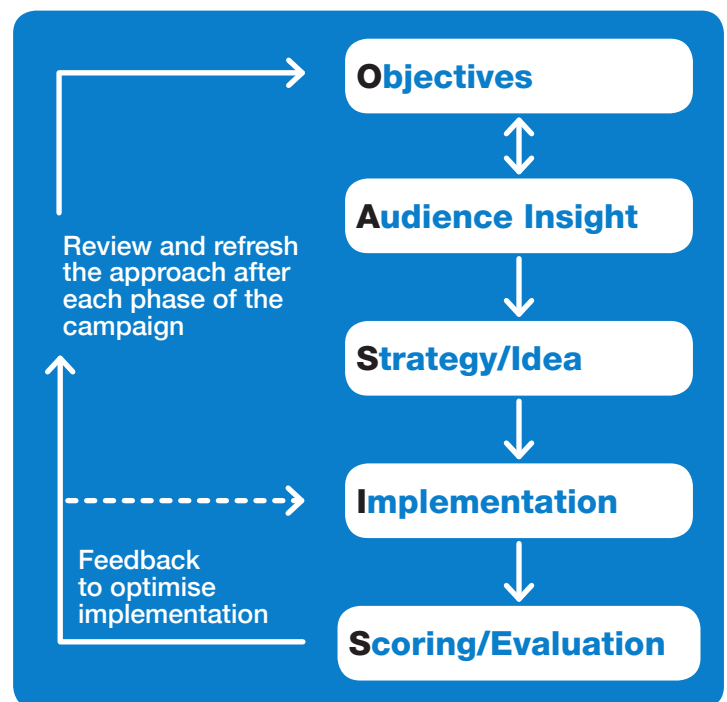 Objectives
Audience Insight
Review and refresh
the approach after
each phase of the
campaign
Strategy/Idea
Implementation
Feedback
to optimise
implementation
Scoring/Evaluation